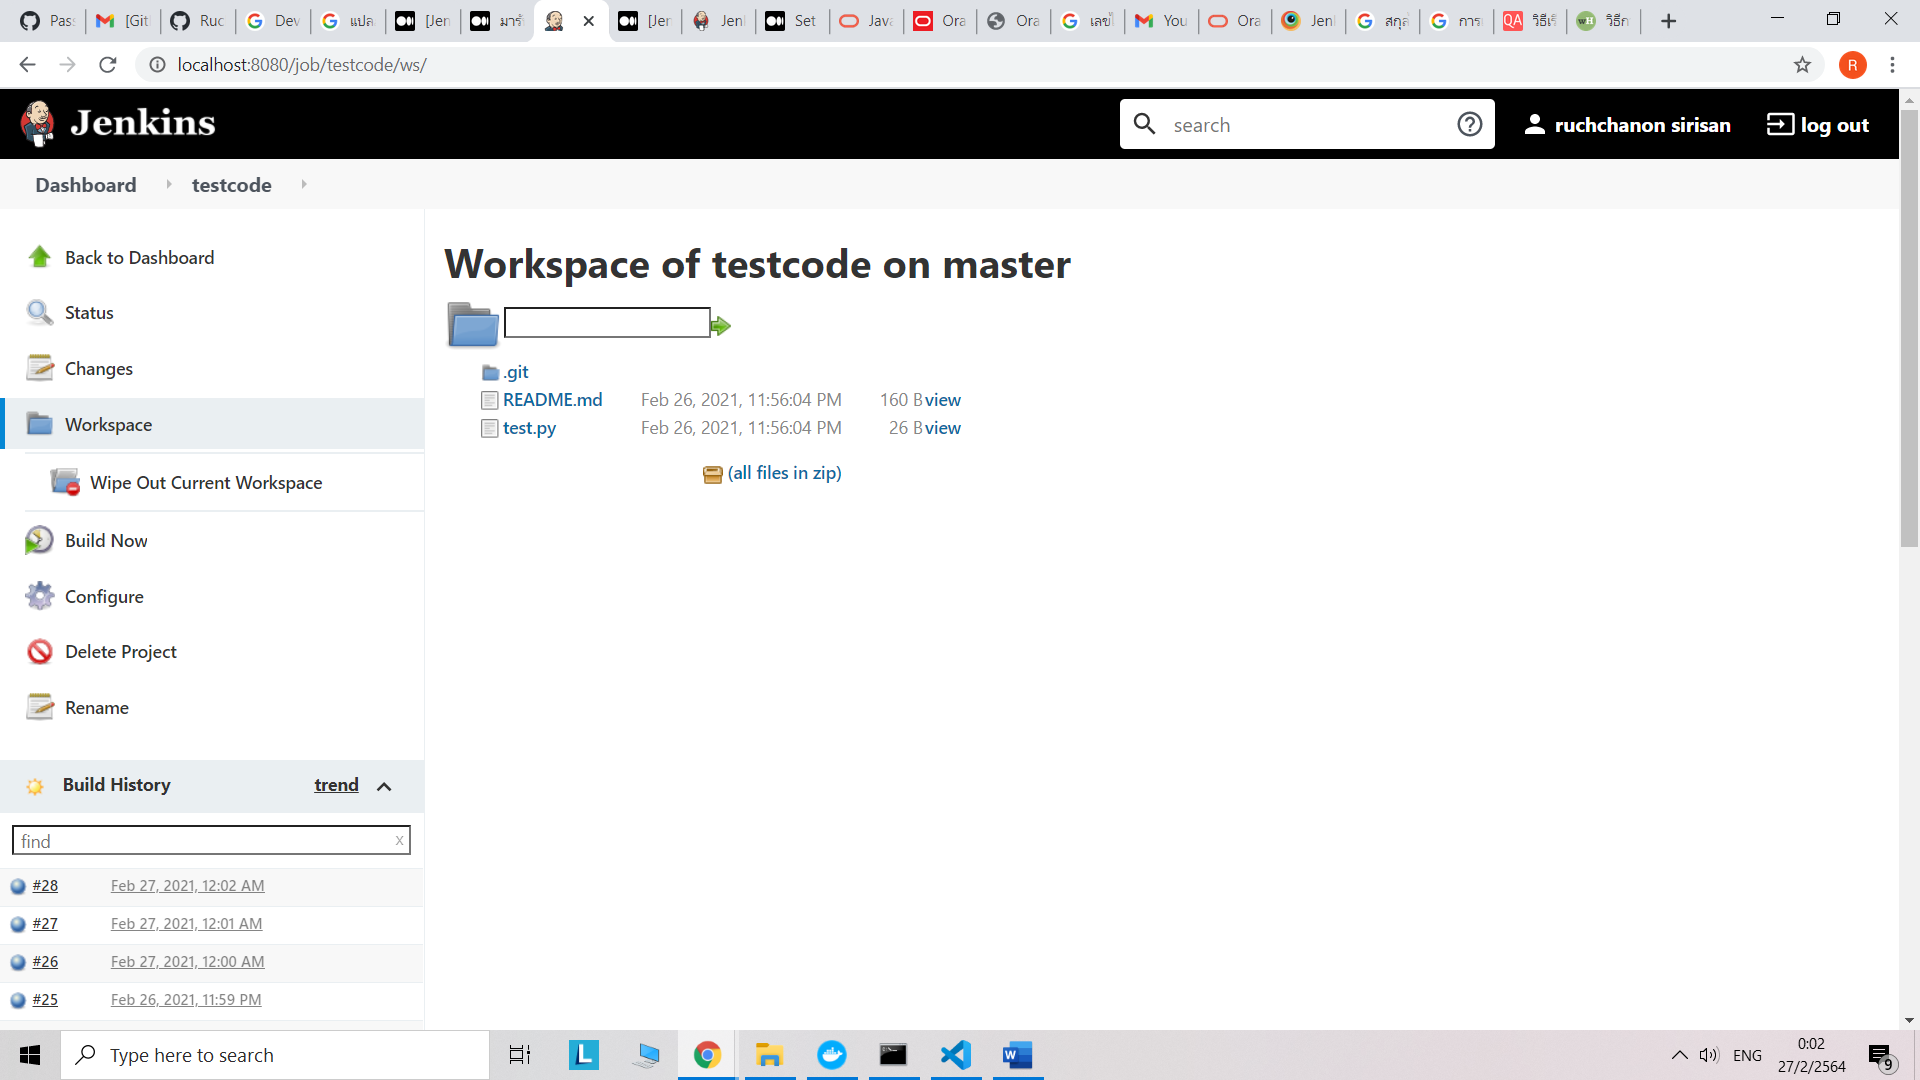 Pas
[Git
Ruc
Dev
แปล
[Jen
มารั
[Jen
Jenl
Set
Java
Ora
Ora
เลขไ
You
Ora
Jenl
สกุล
การเ
QA
วิธีเรี
wH
วิธีก
localhost:8080/job/testcode/ws/
R
Jenkins
search
ruchchanon sirisan
log out
Dashboard
testcode
Back to Dashboard
Status
Changes
Workspace
Wipe Out Current Workspace
Build Now
Configure
Delete Project
Rename
Build History
trend
find
x
#28 Feb 27, 2021, 12:02 AM
#27 Feb 27, 2021, 12:01 AM
#26 Feb 27, 2021, 12:00 AM
#25 Feb 26, 2021, 11:59 PM
Workspace of testcode on master
.git
README.md Feb 26, 2021, 11:56:04 PM 160 B view
test.py Feb 26, 2021, 11:56:04 PM 26 B view
(all files in zip)
Type here to search
L
W
ENG
0:02
27/2/2564
9